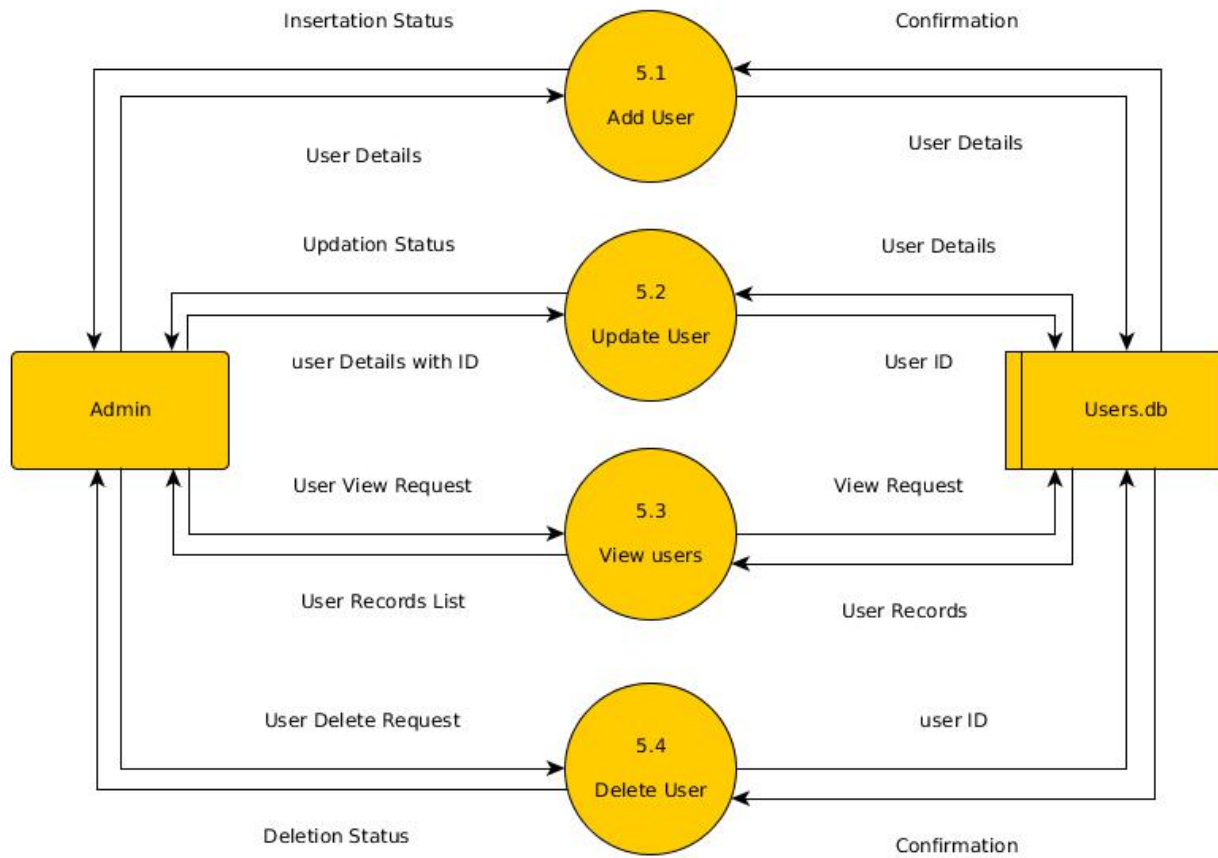 Insertation Status
Confirmation
5.1
Add User
User Details
User Details
Updation Status
User Details
5.2
Update User
user Details with ID
User ID
Admin
Users.db
User View Request
View Request
5.3
View users
User Records List
User Records
User Delete Request
user ID
5.4
Delete User
Deletion Status
Confirmation